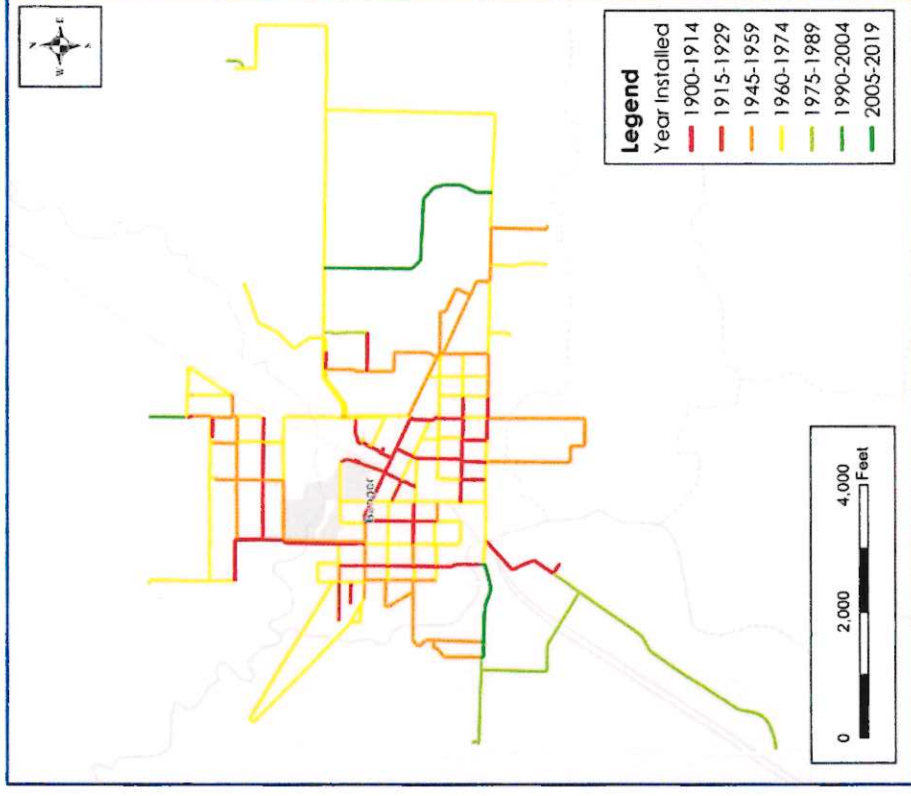 N
W
E
S
Bangor
Legend
Year Installed
1900-1914
1915-1929
1945-1959
1960-1974
1975-1989
1990-2004
2005-2019
0 2,000 4,000
Feet